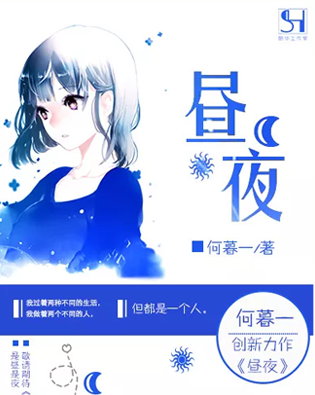 SH
昼夜
何暮一/著
我过着两种不同的生活，
我做着两个不同的人。
但都是一个人。
何暮一
创新力作
《昼夜》
敬请期待《
是昼是夜